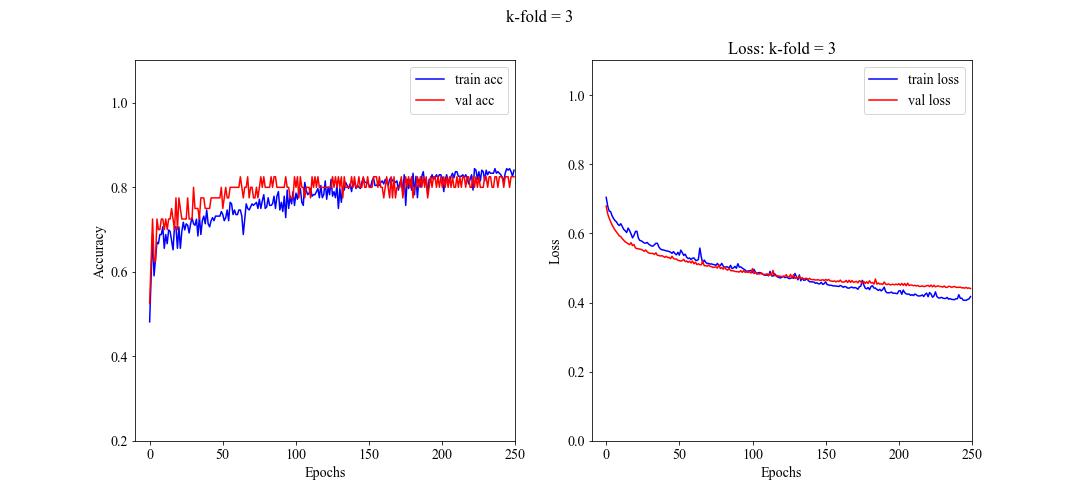 k-fold = 3
Accuracy
1.0
0.8
0.6
0.4
0.2
0
50
100
150
200
250
Epochs
train acc
val acc
Loss: k-fold = 3
Loss
1.0
0.8
0.6
0.4
0.2
0.0
0
50
100
150
200
250
Epochs
train loss
val loss